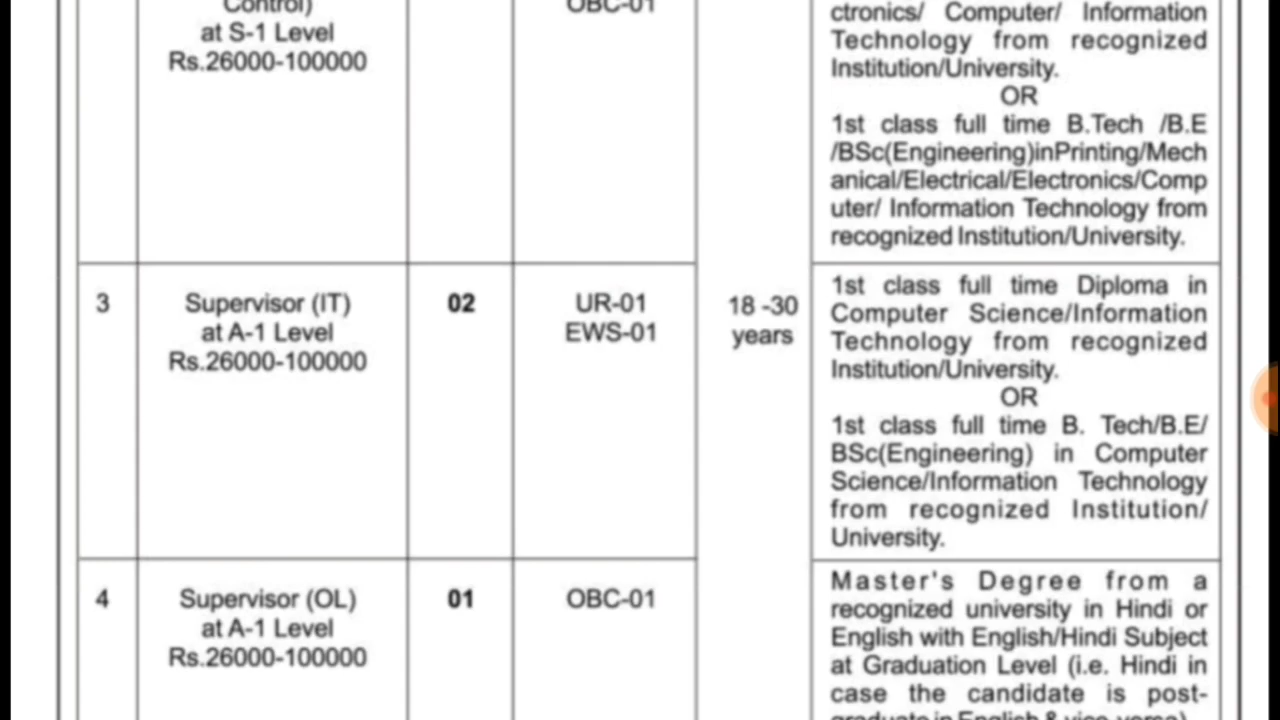 Control)
at S-1 Level
Rs.26000-100000
OBC-01
ctronics/ Computer/ Information
Technology from recognized
Institution/University.
OR
1st class full time B.Tech /B.E
/BSc(Engineering)inPrinting/Mech
anical/Electrical/Electronics/Comp
uter/ Information Technology from
recognized Institution/University.
3
Supervisor (IT)
at A-1 Level
Rs.26000-100000
02
UR-01
EWS-01
18 -30
years
1st class full time Diploma in
Computer Science/Information
Technology from recognized
Institution/University.
OR
1st class full time B. Tech/B.E/
BSc(Engineering) in Computer
Science/Information Technology
from recognized Institution/
University.
4
Supervisor (OL)
at A-1 Level
Rs.26000-100000
01
OBC-01
Master's Degree from a
recognized university in Hindi or
English with English/Hindi Subject
at Graduation Level (i.e. Hindi in
case the candidate is post-
graduate in English & vice-versa)